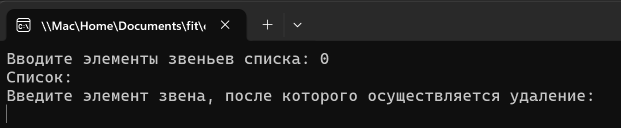 \\Mac\Home\Documents\fit\
Вводите элементы звеньев списка: 0
Список:
Введите элемент звена, после которого осуществляется удаление: